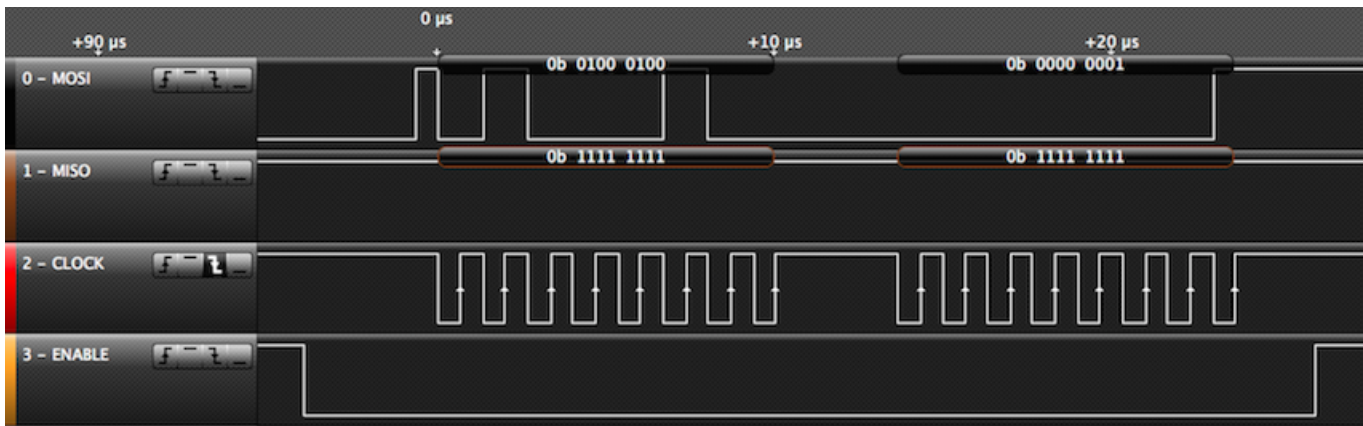 0 µs
+90 µs +10 µs +20 µs
0 – MOSI 0b 0100 0100 0b 0000 0001
1 – MISO 0b 1111 1111 0b 1111 1111
2 – CLOCK
3 – ENABLE